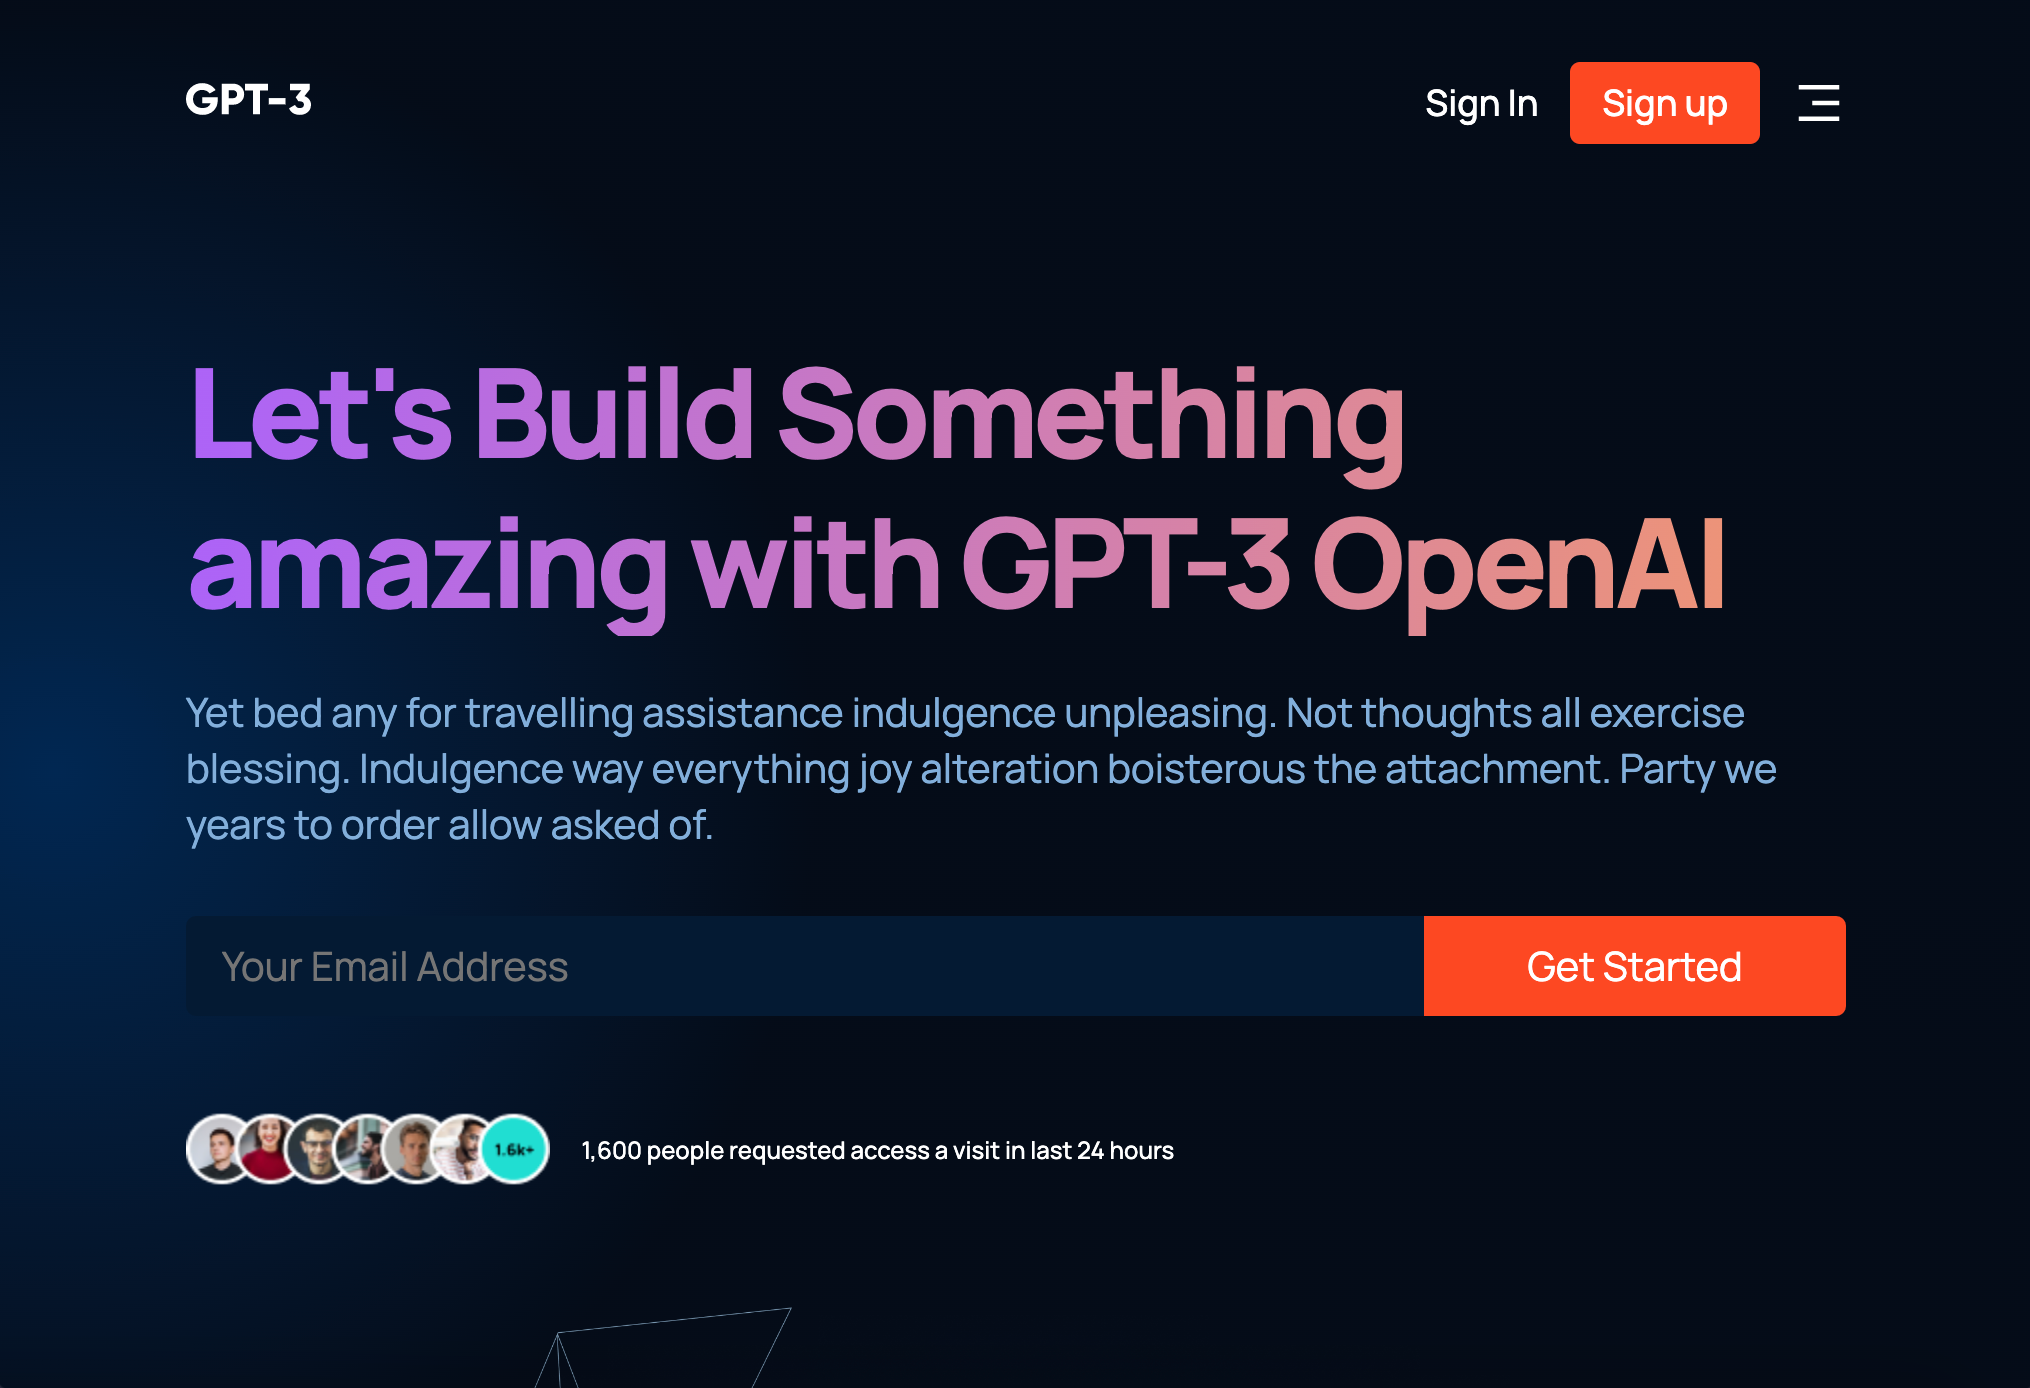 GPT-3
Sign In
Sign up
Let's Build Something
amazing with GPT-3 OpenAI
Yet bed any for travelling assistance indulgence unpleasing. Not thoughts all exercise
blessing. Indulgence way everything joy alteration boisterous the attachment. Party we
years to order allow asked of.
Your Email Address
Get Started
1.6k+
1,600 people requested access a visit in last 24 hours